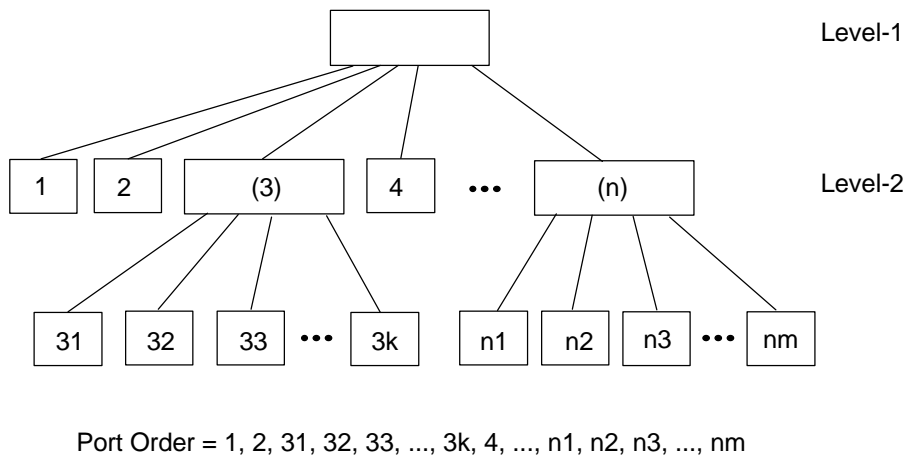 Level-1
1 2 (3) 4 ... (n) Level-2
31 32 33 ... 3k n1 n2 n3 ... nm
Port Order = 1, 2, 31, 32, 33, ..., 3k, 4, ..., n1, n2, n3, ..., nm